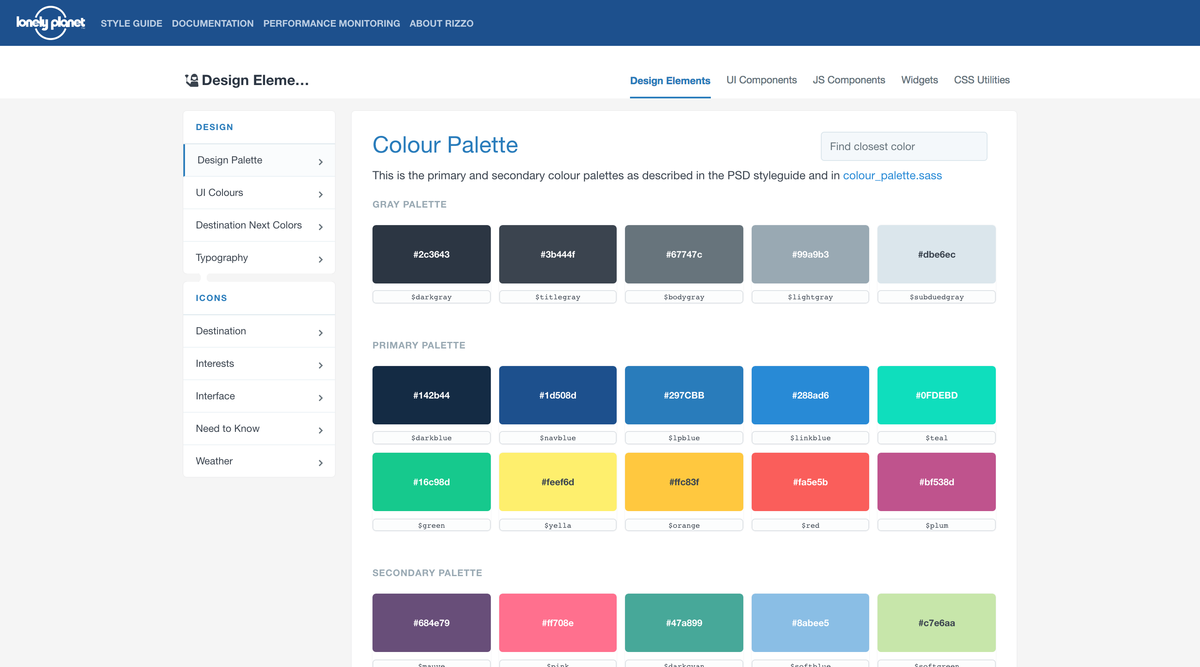 lonely planet STYLE GUIDE DOCUMENTATION PERFORMANCE MONITORING ABOUT RIZZO
Design Eleme... Design Elements UI Components JS Components Widgets CSS Utilities
DESIGN
Design Palette
UI Colours
Destination Next Colors
Typography
ICONS
Destination
Interests
Interface
Need to Know
Weather
Colour Palette
Find closest color
This is the primary and secondary colour palettes as described in the PSD styleguide and in colour_palette.sass
GRAY PALETTE
#2c3643 #3b444f #67747c #99a9b3 #dbe6ec
$darkgray $titlegray $bodygray $lightgray $subduedgray
PRIMARY PALETTE
#142b44 #1d508d #297CBB #288ad6 #0FDEBD
$darkblue $navblue $lpblue $linkblue $teal
#16c98d #feef6d #ffc83f #fa5e5b #bf538d
$green $yella $orange $red $plum
SECONDARY PALETTE
#684e79 #ff708e #47a899 #8abee5 #c7e6aa
$mauve $pink $darkcyan $softblue $softgreen